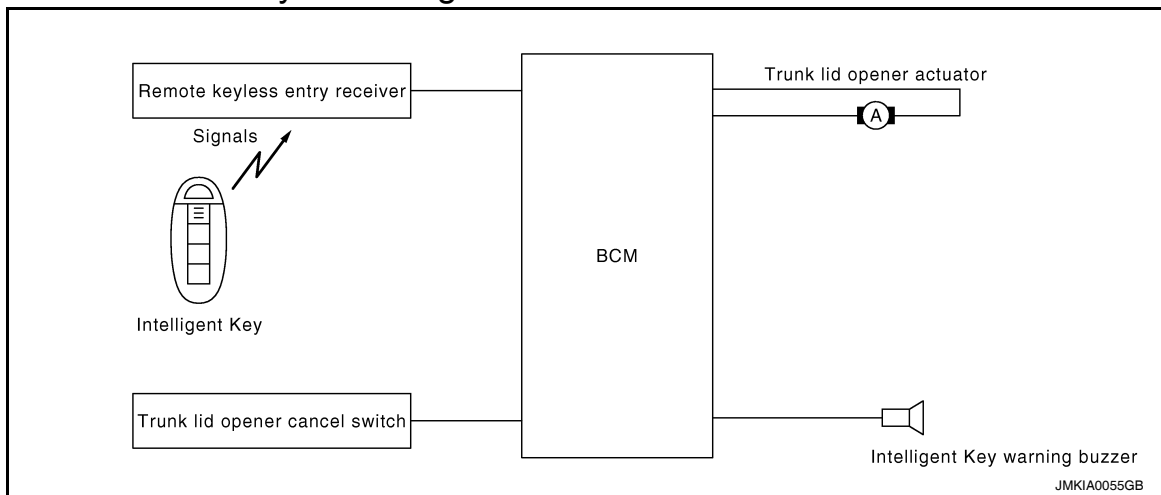 Remote keyless entry receiver
Signals
Intelligent Key
Trunk lid opener cancel switch
BCM
Trunk lid opener actuator
A
Intelligent Key warning buzzer
JMKIA0055GB